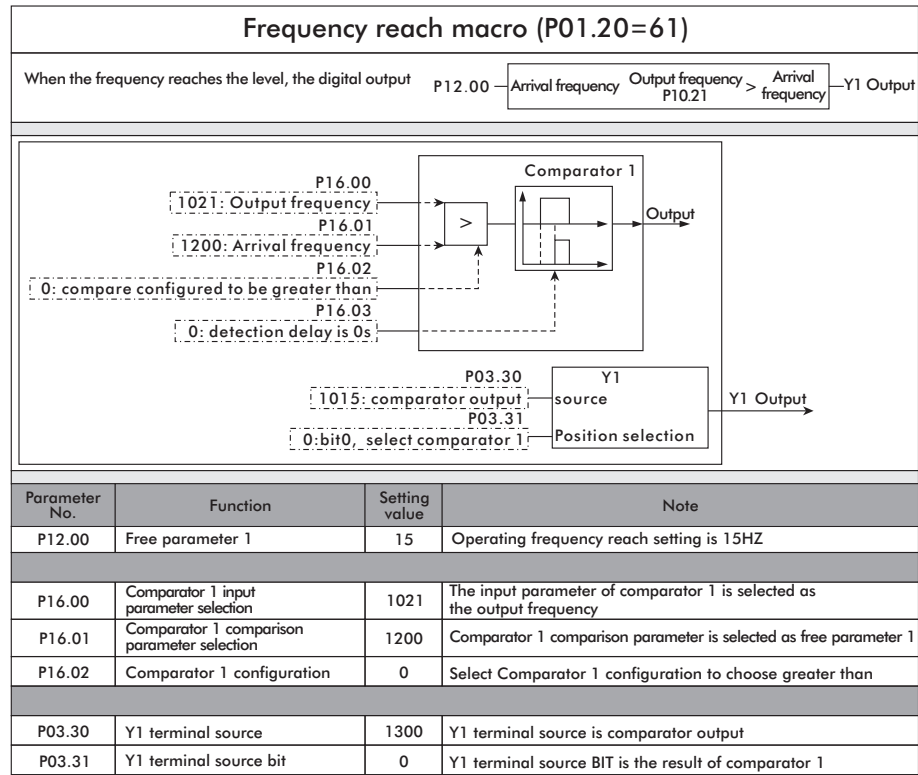 Frequency reach macro (P01.20=61)
When the frequency reaches the level, the digital output
P12.00
Arrival frequency
Output frequency
P10.21
>
Arrival
frequency
Y1 Output
Comparator 1
P16.00
1021: Output frequency
P16.01
1200: Arrival frequency
>
Output
P16.02
0: compare configured to be greater than
P16.03
0: detection delay is 0s
P03.30
1015: comparator output
P03.31
0:bit0, select comparator 1
Y1
source
Position selection
Y1 Output
Parameter
No.
Function
Setting
value
Note
P12.00 Free parameter 1 15 Operating frequency reach setting is 15HZ
P16.00
Comparator 1 input
parameter selection
1021
The input parameter of comparator 1 is selected as
the output frequency
P16.01
Comparator 1 comparison
parameter selection
1200
Comparator 1 comparison parameter is selected as free parameter 1
P16.02 Comparator 1 configuration 0 Select Comparator 1 configuration to choose greater than
P03.30 Y1 terminal source 1300 Y1 terminal source is comparator output
P03.31 Y1 terminal source bit 0 Y1 terminal source BIT is the result of comparator 1